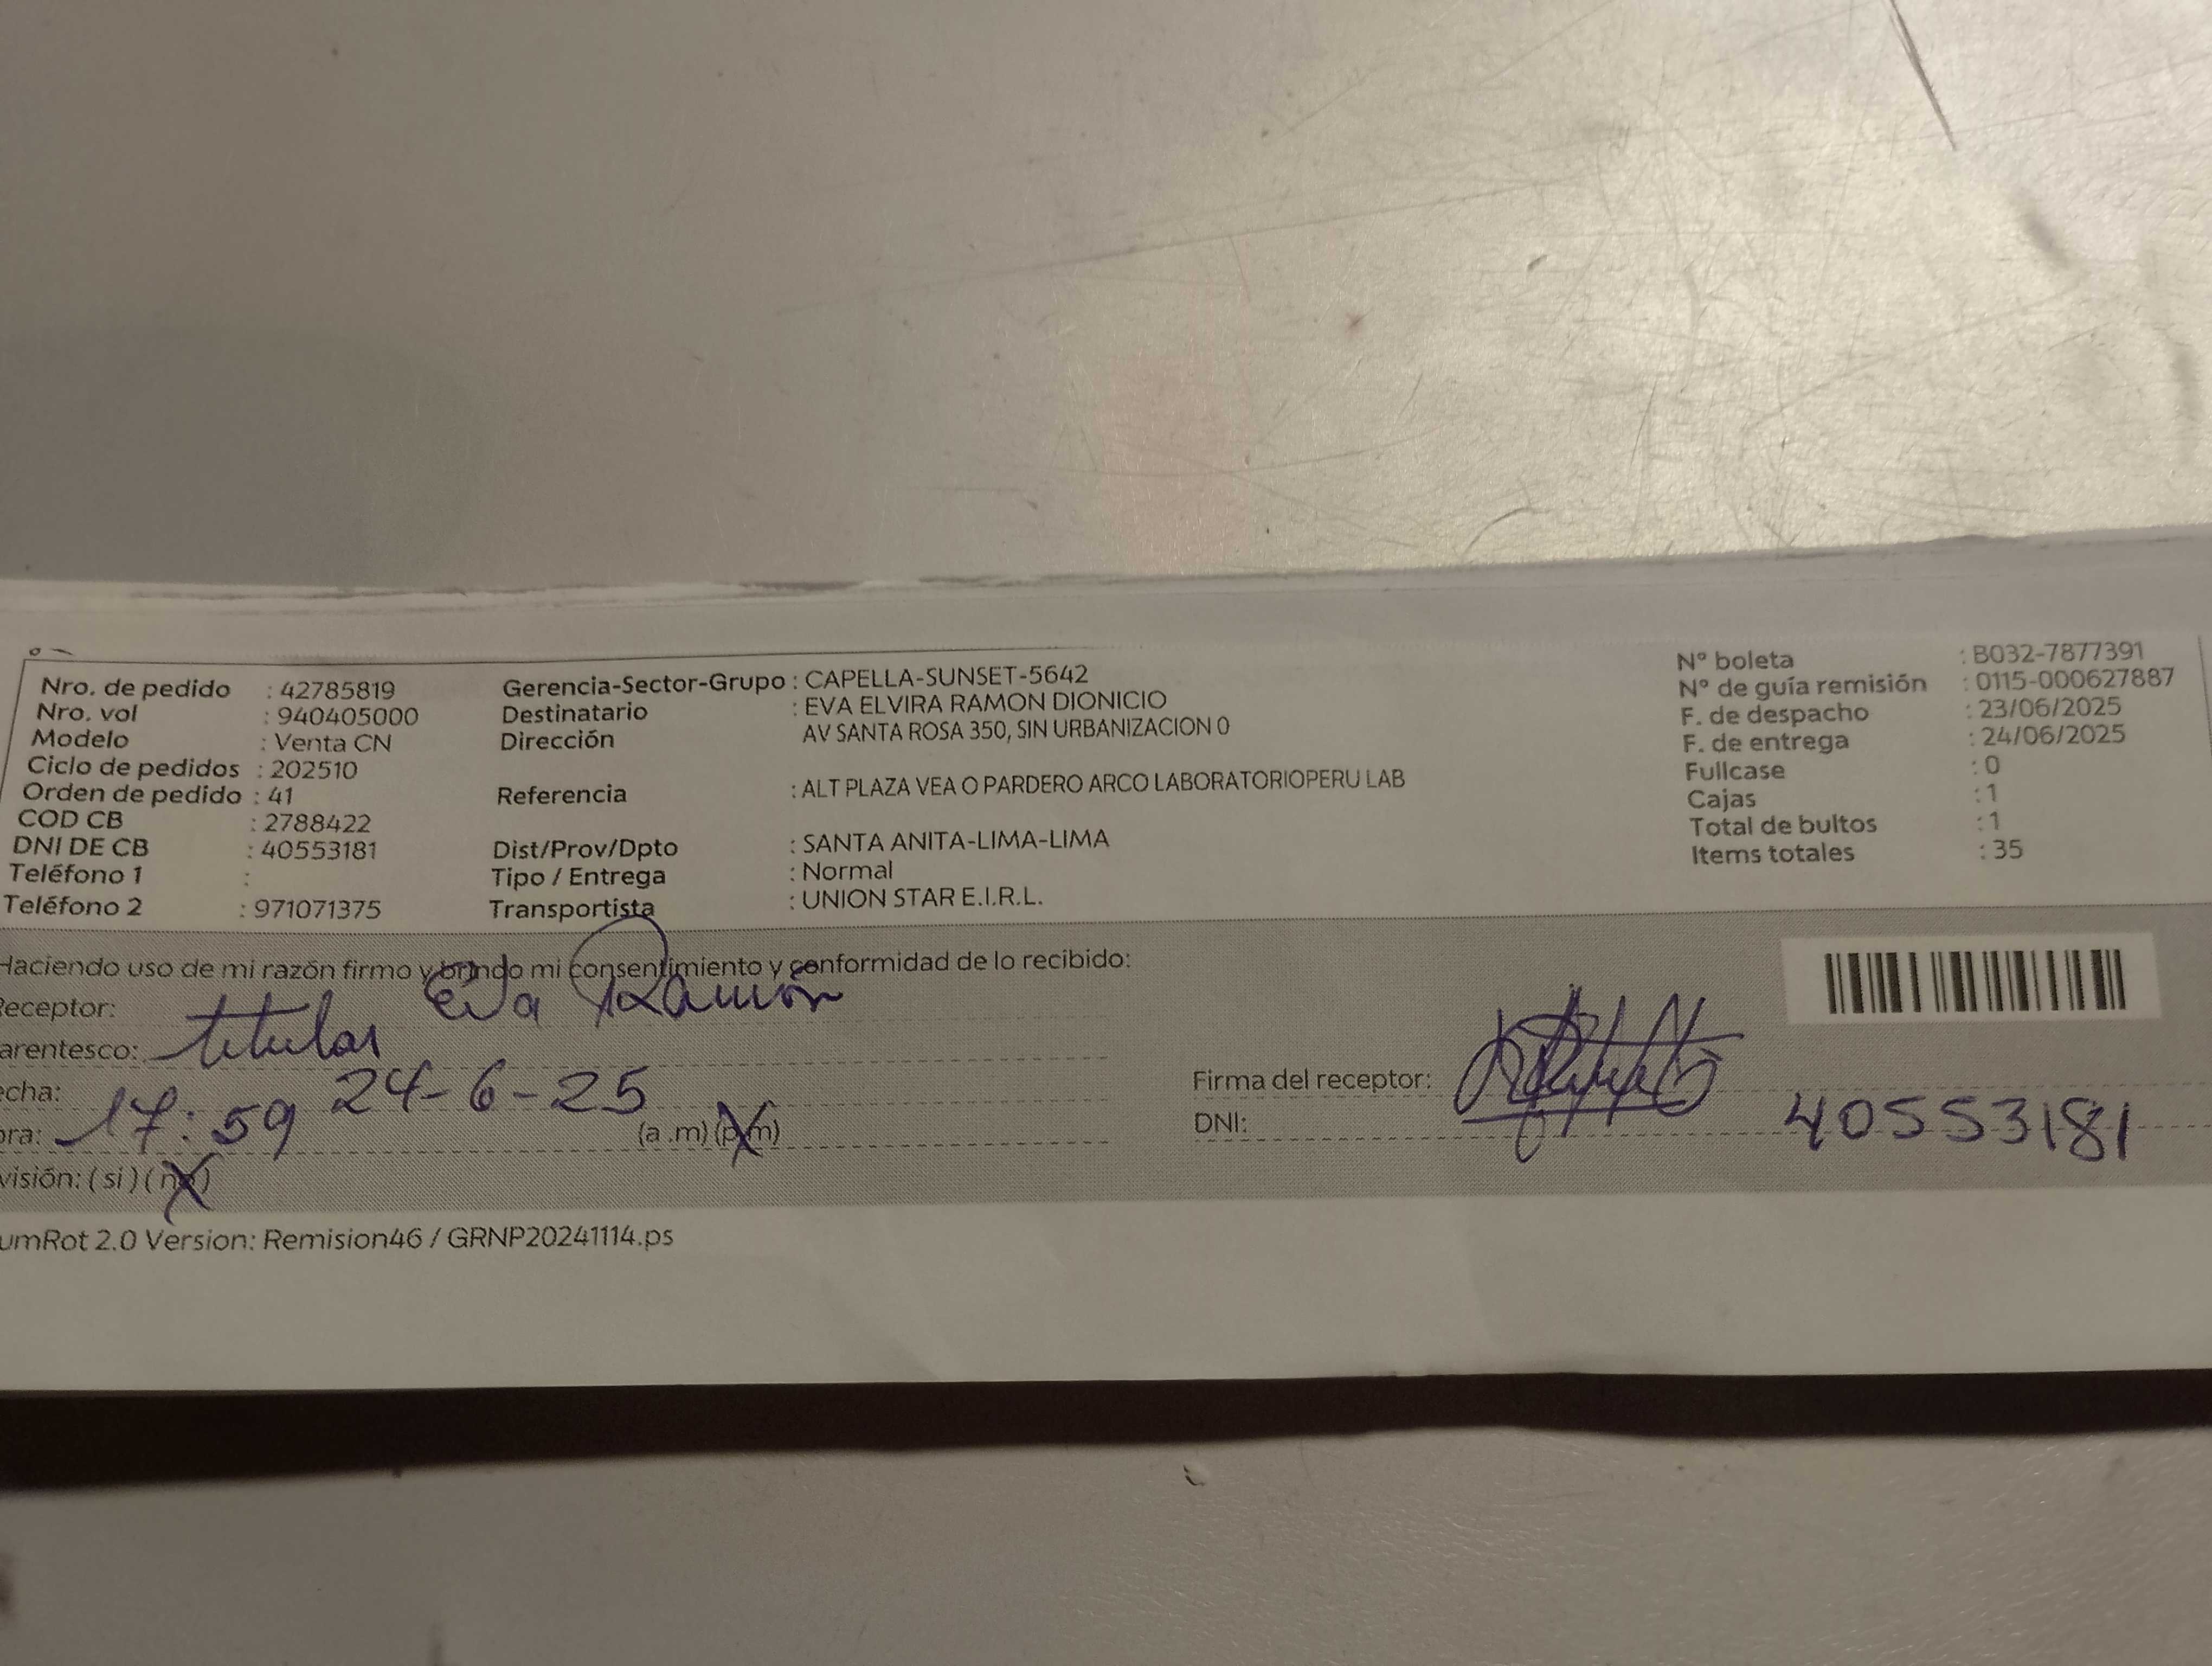 Nro. de pedido : 42785819
Nro. vol : 940405000
Modelo : Venta CN
Ciclo de pedidos : 202510
Orden de pedido : 41
COD CB : 2788422
DNI DE CB : 40553181
Teléfono 1 :
Teléfono 2 : 971071375
Gerencia-Sector-Grupo : CAPELLA-SUNSET-5642
Destinatario : EVA ELVIRA RAMON DIONICIO
Dirección AV SANTA ROSA 350, SIN URBANIZACION 0
Referencia : ALT PLAZA VEA O PARDERO ARCO LABORATORIOPERU LAB
Dist/Prov/Dpto : SANTA ANITA-LIMA-LIMA
Tipo / Entrega : Normal
Transportista : UNION STAR E.I.R.L.
Nº boleta : B032-7877391
Nº de guía remisión : 0115-000627887
F. de despacho : 23/06/2025
F. de entrega : 24/06/2025
Fullcase : 0
Cajas : 1
Total de bultos : 1
Items totales : 35
Haciendo uso de mi razón firmo y brindo mi consentimiento y conformidad de lo recibido:
Receptor: Eva Ramón
arentesco: titular
echa: 24-6-25
ora: 17:59 (a .m) (p.m)
visión: ( si ) ( no )
Firma del receptor:
DNI: 40553181
umRot 2.0 Version: Remision46 / GRNP20241114.ps